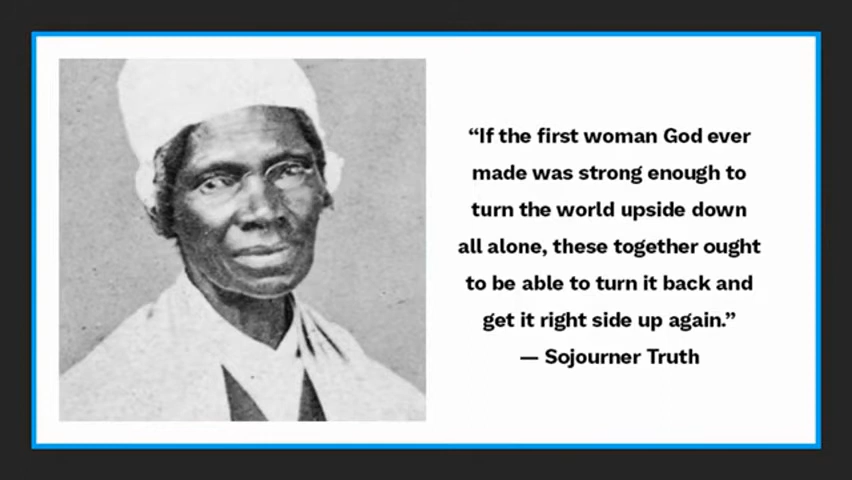 “If the first woman God ever
made was strong enough to
turn the world upside down
all alone, these together ought
to be able to turn it back and
get it right side up again.”
— Sojourner Truth